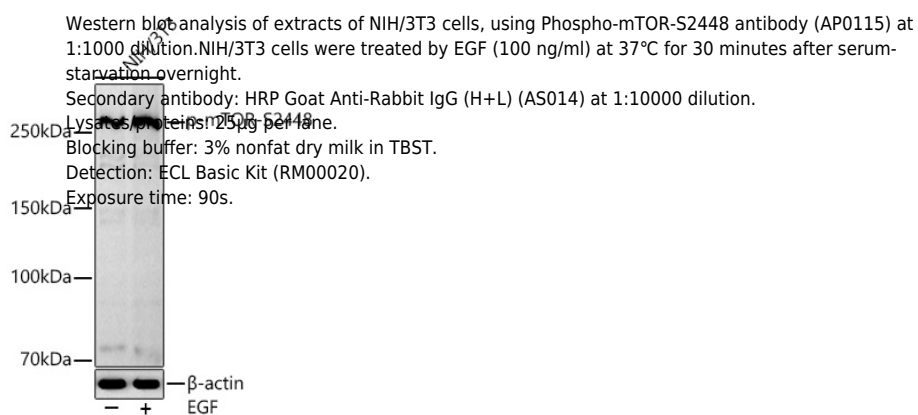 Western blot analysis of extracts of NIH/3T3 cells, using Phospho-mTOR-S2448 antibody (AP0115) at
1:1000 dilution.NIH/3T3 cells were treated by EGF (100 ng/ml) at 37℃ for 30 minutes after serum-
starvation overnight.
Secondary antibody: HRP Goat Anti-Rabbit IgG (H+L) (AS014) at 1:10000 dilution.
Lysates/proteins: 25μg per lane.
Blocking buffer: 3% nonfat dry milk in TBST.
Detection: ECL Basic Kit (RM00020).
Exposure time: 90s.
NIH/3T3
250kDa
p-mTOR-S2448
150kDa
100kDa
70kDa
β-actin
− + EGF